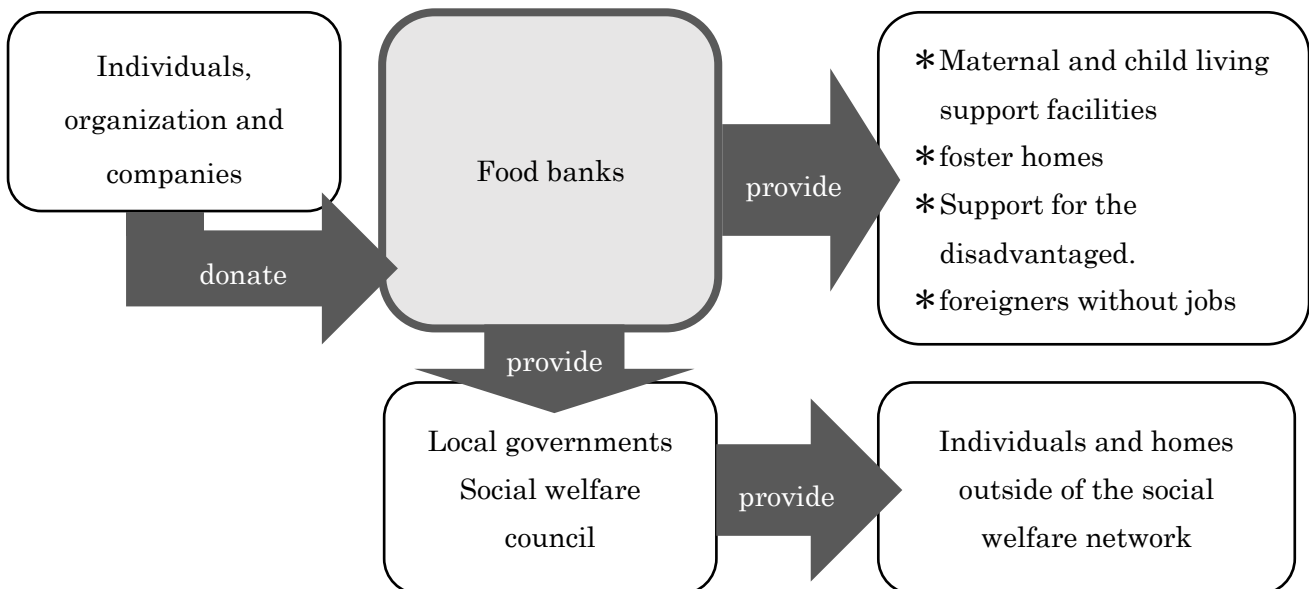 Individuals,
organization and
companies
donate
Food banks
provide
＊Maternal and child living
support facilities
＊foster homes
＊Support for the
disadvantaged.
＊foreigners without jobs
provide
Local governments
Social welfare
council
provide
Individuals and homes
outside of the social
welfare network